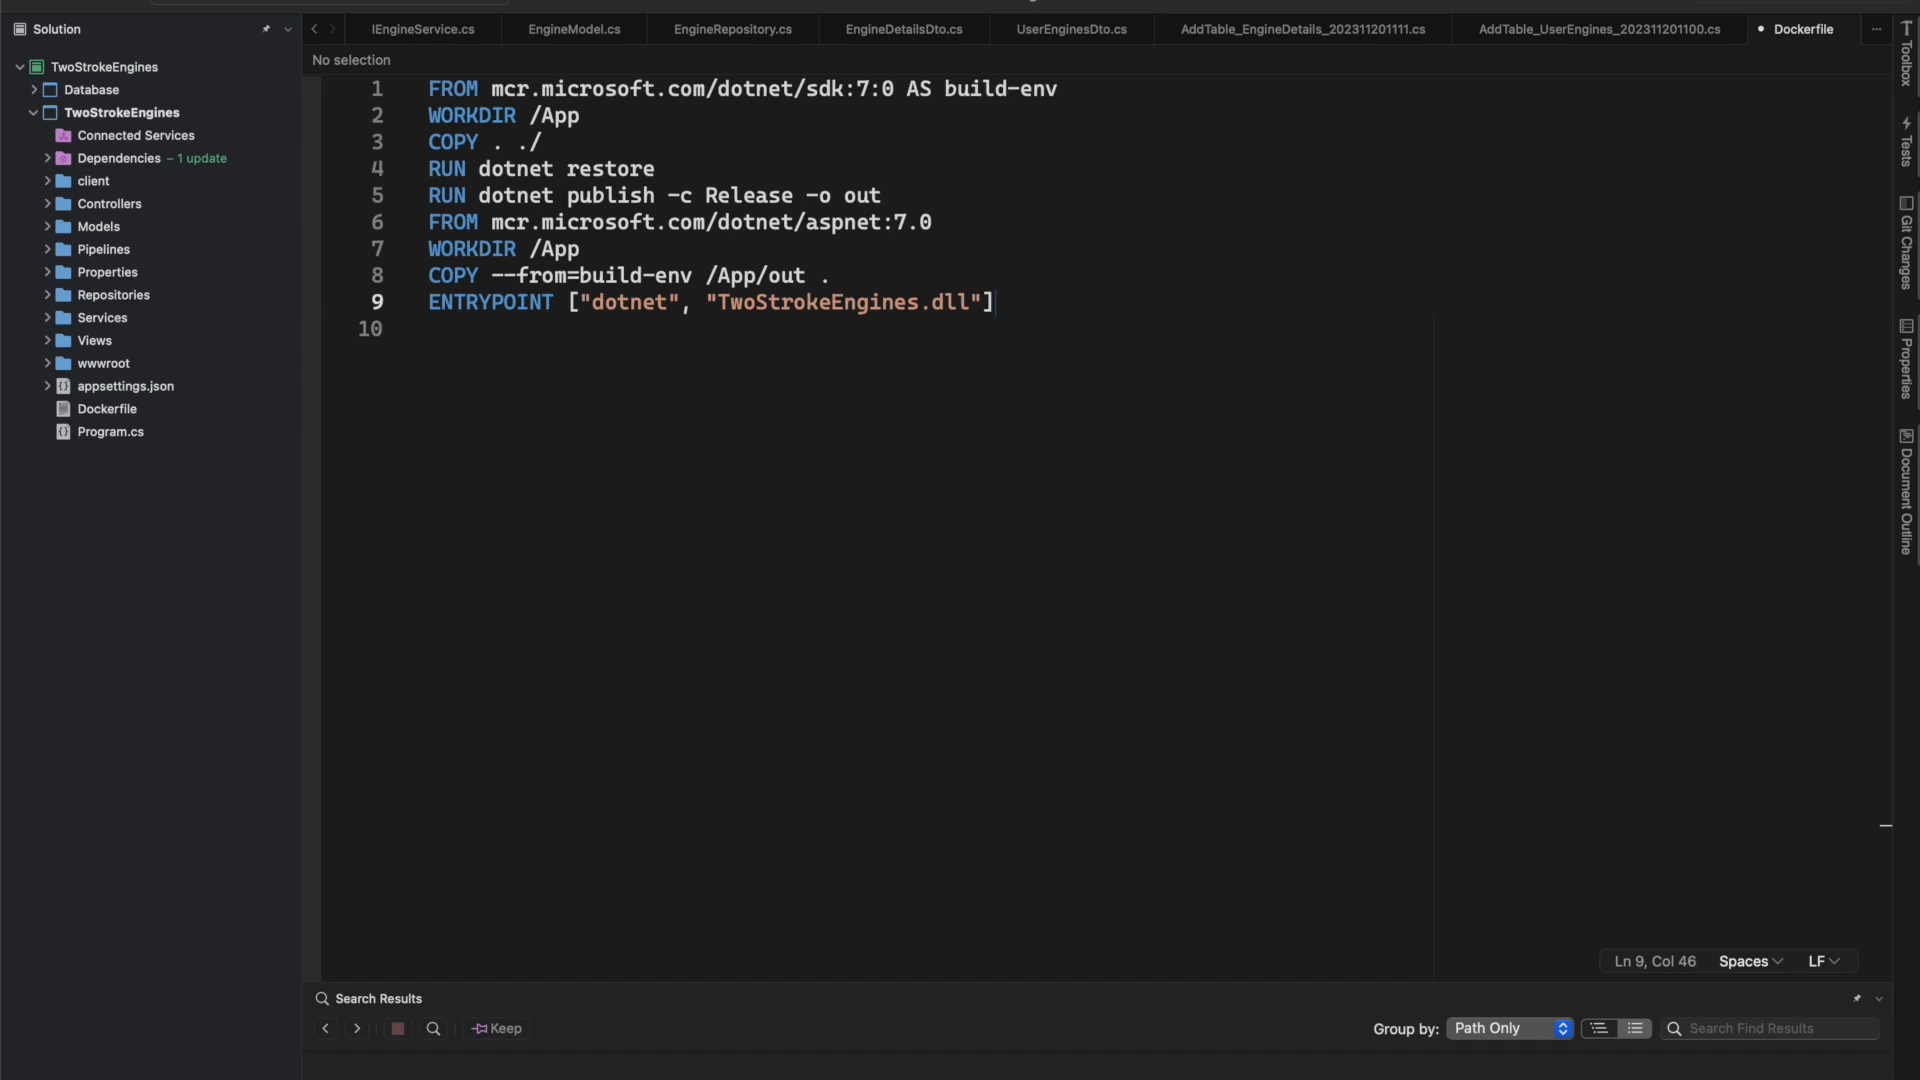 Solution
IEngineService.cs
EngineModel.cs
EngineRepository.cs
EngineDetailsDto.cs
UserEnginesDto.cs
AddTable_EngineDetails_202311201111.cs
AddTable_UserEngines_202311201100.cs
Dockerfile
No selection
TwoStrokeEngines
Database
TwoStrokeEngines
Connected Services
Dependencies – 1 update
client
Controllers
Models
Pipelines
Properties
Repositories
Services
Views
wwwroot
appsettings.json
Dockerfile
Program.cs
1 FROM mcr.microsoft.com/dotnet/sdk:7:0 AS build-env
2 WORKDIR /App
3 COPY . ./
4 RUN dotnet restore
5 RUN dotnet publish -c Release -o out
6 FROM mcr.microsoft.com/dotnet/aspnet:7.0
7 WORKDIR /App
8 COPY --from=build-env /App/out .
9 ENTRYPOINT ["dotnet", "TwoStrokeEngines.dll"]
10
Toolbox
Tests
Git Changes
Properties
Document Outline
Ln 9, Col 46 Spaces LF
Search Results
Keep
Group by: Path Only
Search Find Results